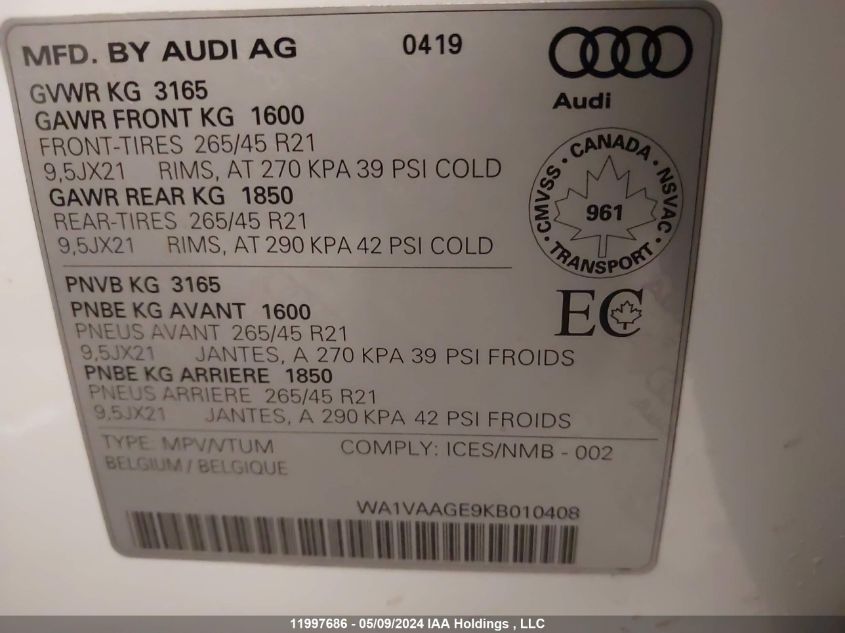 MFD. BY AUDI AG 0419
Audi
GVWR KG 3165
GAWR FRONT KG 1600
FRONT-TIRES 265/45 R21
9,5JX21 RIMS, AT 270 KPA 39 PSI COLD
GAWR REAR KG 1850
REAR-TIRES 265/45 R21
9,5JX21 RIMS, AT 290 KPA 42 PSI COLD
CMVSS • CANADA • NSVAC • TRANSPORT •
961
PNVB KG 3165
PNBE KG AVANT 1600
PNEUS AVANT 265/45 R21
9,5JX21 JANTES, A 270 KPA 39 PSI FROIDS
EC
PNBE KG ARRIERE 1850
PNEUS ARRIERE 265/45 R21
9,5JX21 JANTES, A 290 KPA 42 PSI FROIDS
TYPE: MPV/VTUM COMPLY: ICES/NMB - 002
BELGIUM / BELGIQUE
WA1VAAGE9KB010408
11997686 - 05/09/2024 IAA Holdings , LLC